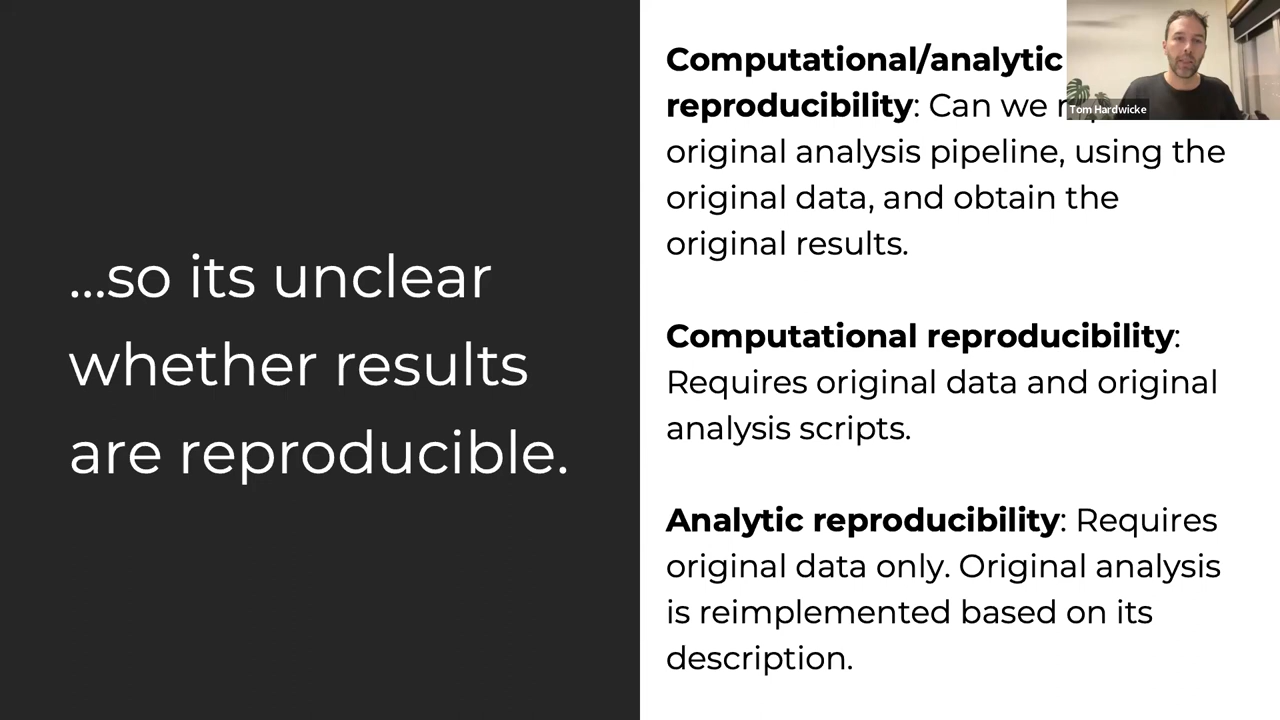 ...so its unclear
whether results
are reproducible.
Computational/analytic
reproducibility: Can we
original analysis pipeline, using the
original data, and obtain the
original results.
Computational reproducibility:
Requires original data and original
analysis scripts.
Analytic reproducibility: Requires
original data only. Original analysis
is reimplemented based on its
description.
Tom Hardwicke